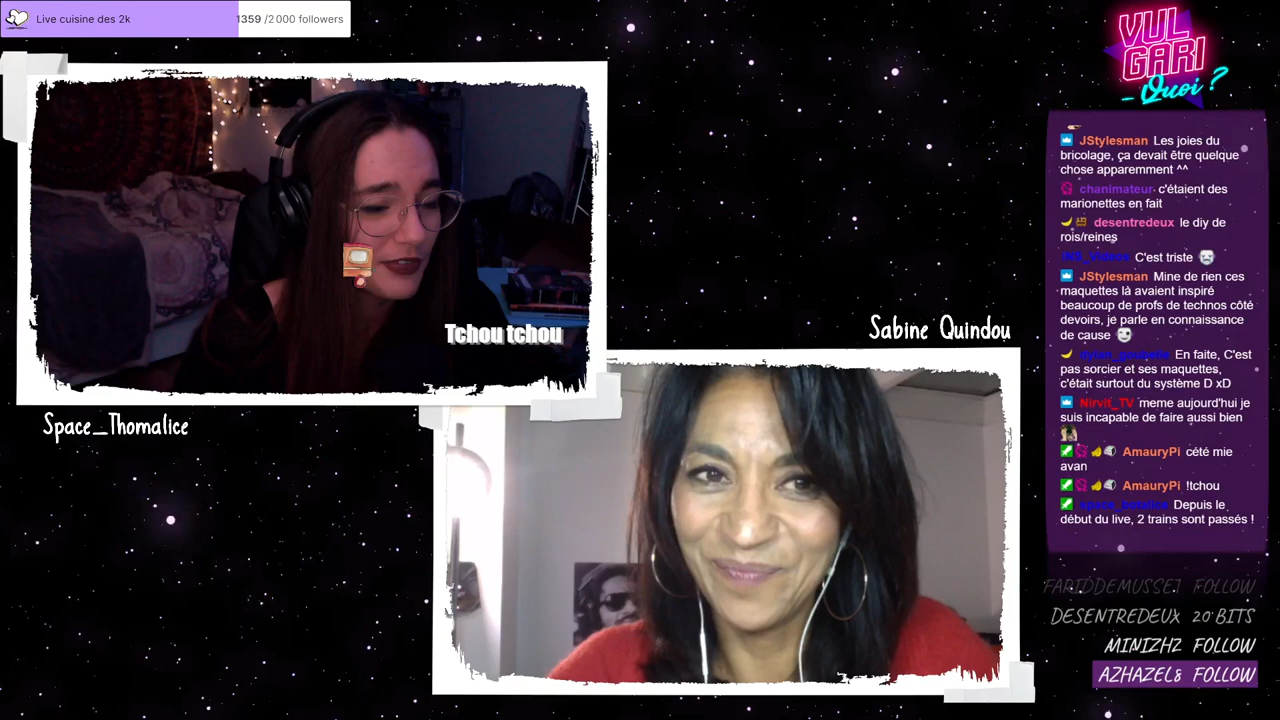 Live cuisine des 2k
1359 / 2 000 followers
VUL
GARI
- Quoi ?
JStylesman Les joies du
bricolage, ça devait être quelque
chose apparemment ^^
chanimateur c'étaient des
marionettes en fait
desentredeux le diy de
rois/reines
C'est triste
JStylesman Mine de rien ces
maquettes là avaient inspiré
beaucoup de profs de technos côté
devoirs, je parle en connaissance
de cause
En faite, C'est
pas sorcier et ses maquettes,
c'était surtout du système D xD
Nirvit_TV meme aujourd'hui je
suis incapable de faire aussi bien
AmauryPi cété mie
avan
AmauryPi !tchou
space_betalice Depuis le
début du live, 2 trains sont passés !
Tchou tchou
Sabine Quindou
Space_Thomalice
FARIDDEMUSSET FOLLOW
DESENTREDEUX 20 BITS
MINIZHZ FOLLOW
AZHAZEL8 FOLLOW